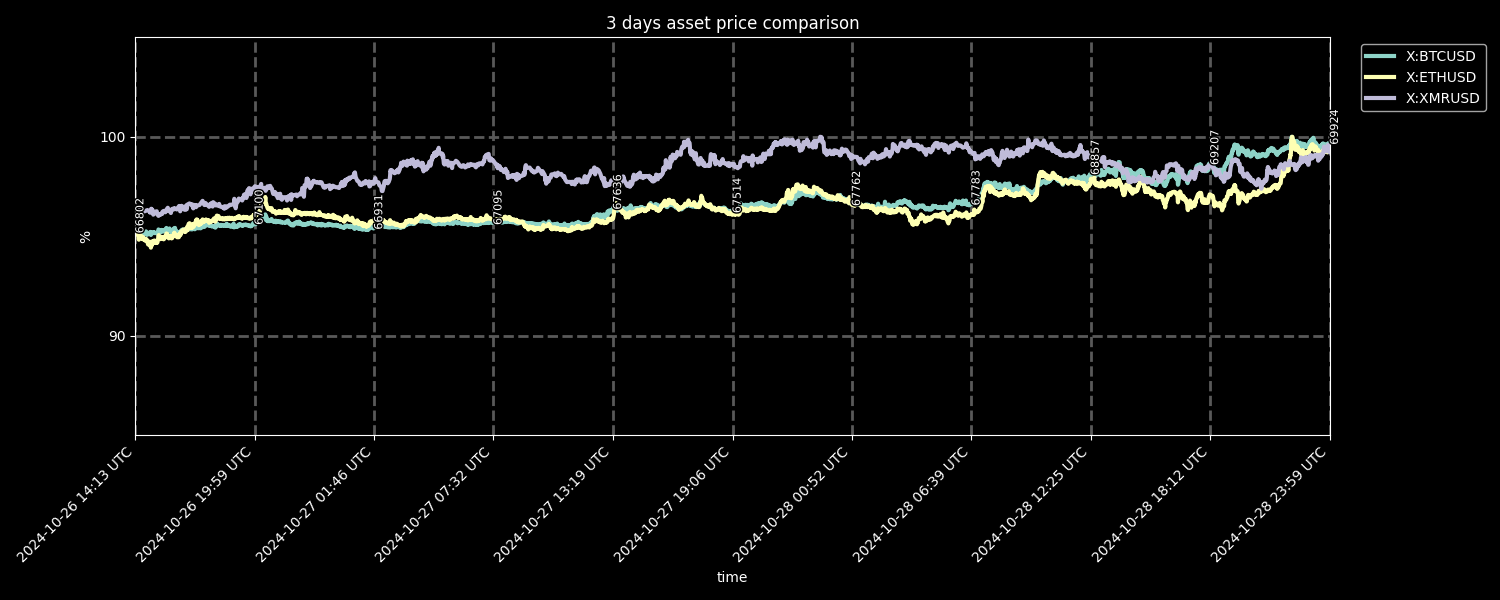 3 days asset price comparison
X:BTCUSD
X:ETHUSD
X:XMRUSD
100
90
%
66802
67100
66931
67095
67636
67514
67762
67783
68857
69207
69924
2024-10-26 14:13 UTC
2024-10-26 19:59 UTC
2024-10-27 01:46 UTC
2024-10-27 07:32 UTC
2024-10-27 13:19 UTC
2024-10-27 19:06 UTC
2024-10-28 00:52 UTC
2024-10-28 06:39 UTC
2024-10-28 12:25 UTC
2024-10-28 18:12 UTC
2024-10-28 23:59 UTC
time